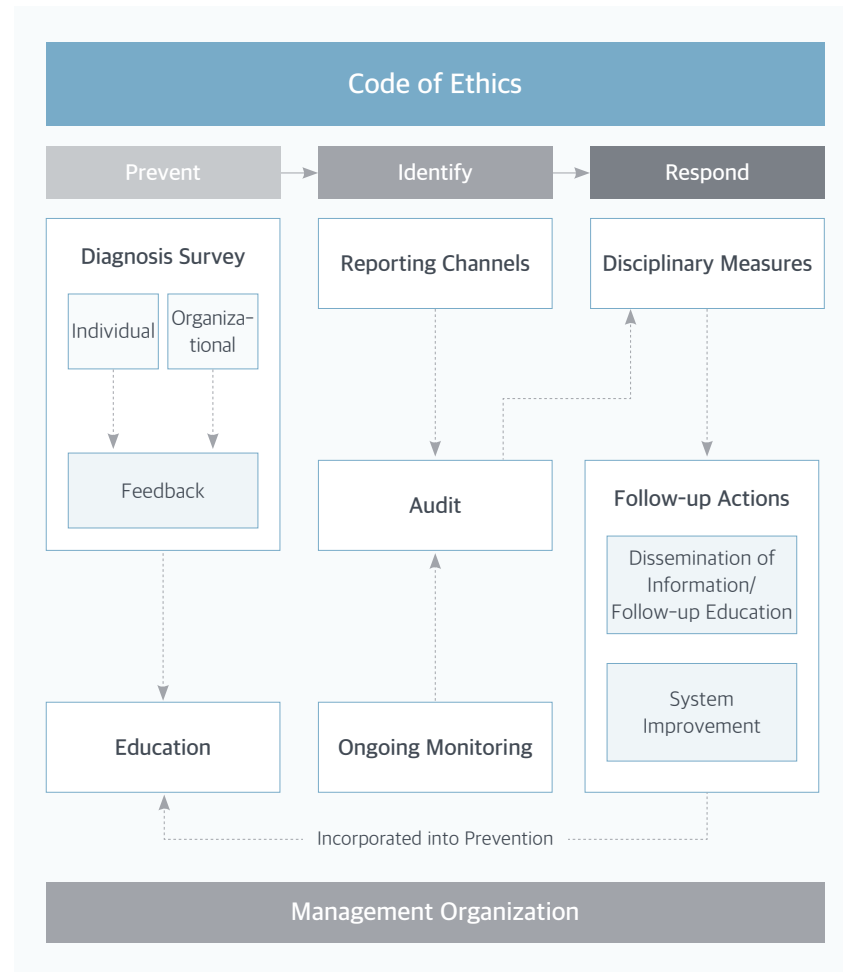 Code of Ethics
Prevent
Identify
Respond
Diagnosis Survey
Individual
Organiza-
tional
Feedback
Education
Reporting Channels
Audit
Ongoing Monitoring
Disciplinary Measures
Follow-up Actions
Dissemination of
Information/
Follow-up Education
System
Improvement
Incorporated into Prevention
Management Organization